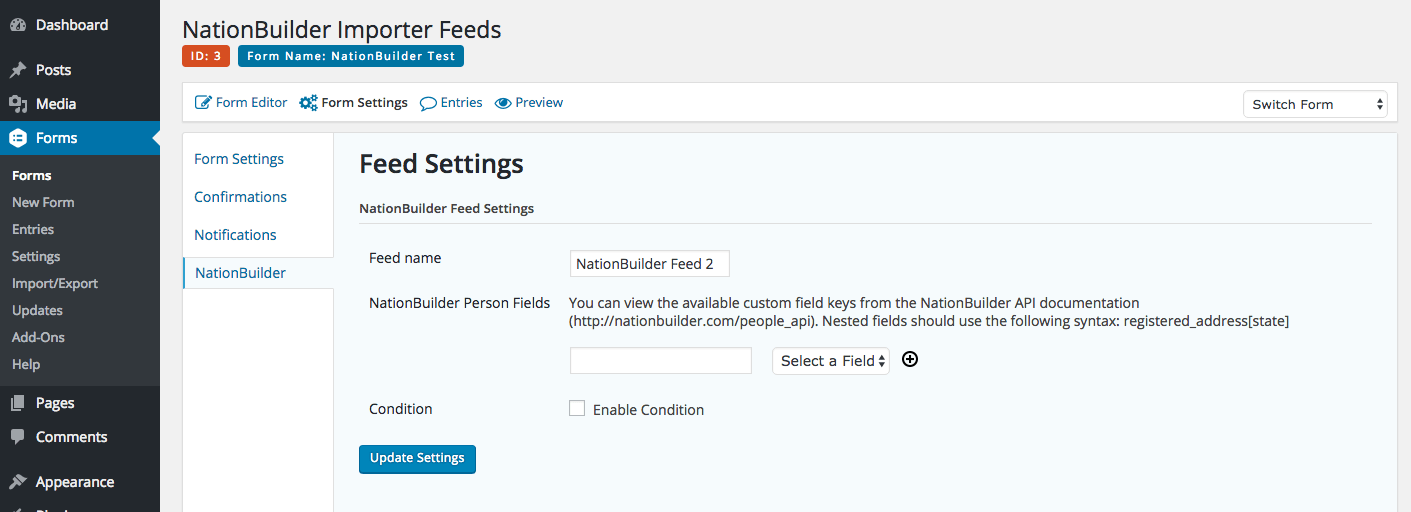 Dashboard
Posts
Media
Forms
Forms
New Form
Entries
Settings
Import/Export
Updates
Add-Ons
Help
Pages
Comments
Appearance
NationBuilder Importer Feeds
ID: 3
Form Name: NationBuilder Test
Form Editor
Form Settings
Entries
Preview
Switch Form
Form Settings
Confirmations
Notifications
NationBuilder
Feed Settings
NationBuilder Feed Settings
Feed name
NationBuilder Feed 2
NationBuilder Person Fields
You can view the available custom field keys from the NationBuilder API documentation
(http://nationbuilder.com/people_api). Nested fields should use the following syntax: registered_address[state]
Select a Field
Condition
Enable Condition
Update Settings